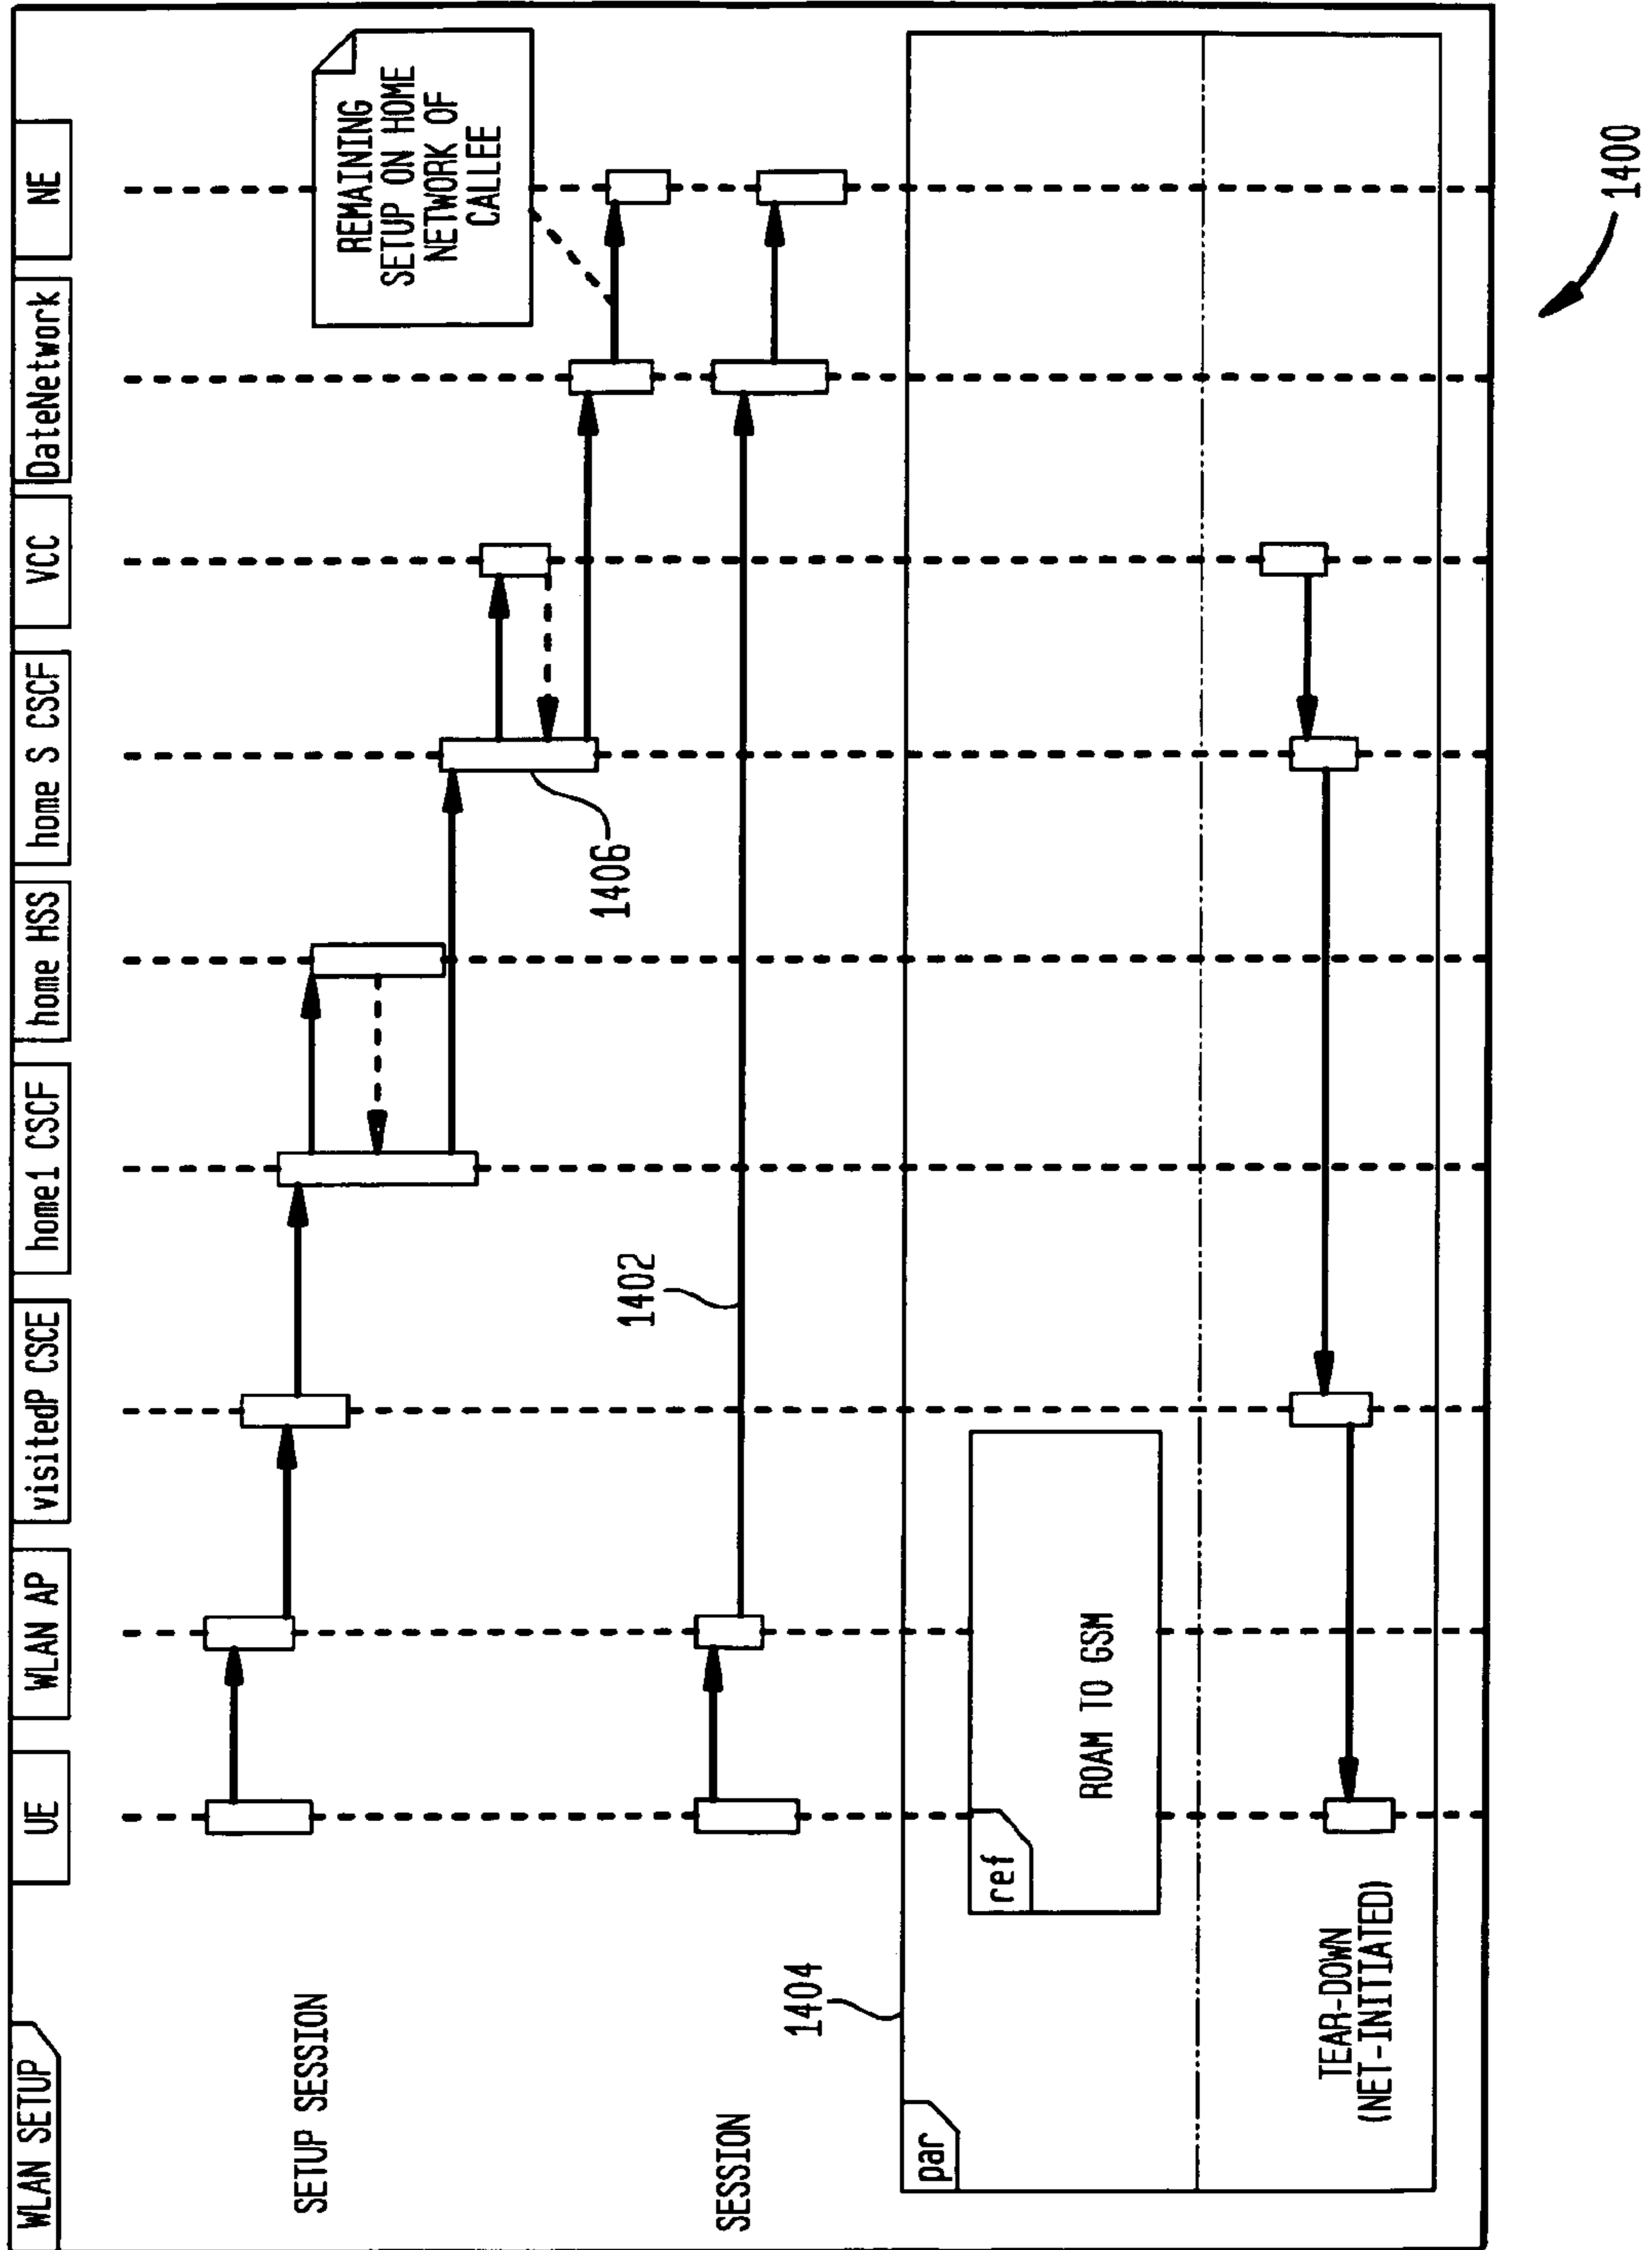 WLAN SETUP
UE
WLAN AP
visitedP CSCE
home1 CSCF
home HSS
home S CSCF
VCC
DateNetwork
NE
SETUP SESSION
REMAINING
SETUP ON HOME
NETWORK OF
CALLEE
1406
SESSION
1402
1404
par
ref
ROAM TO GSM
TEAR-DOWN
(NET-INITIATED)
1400